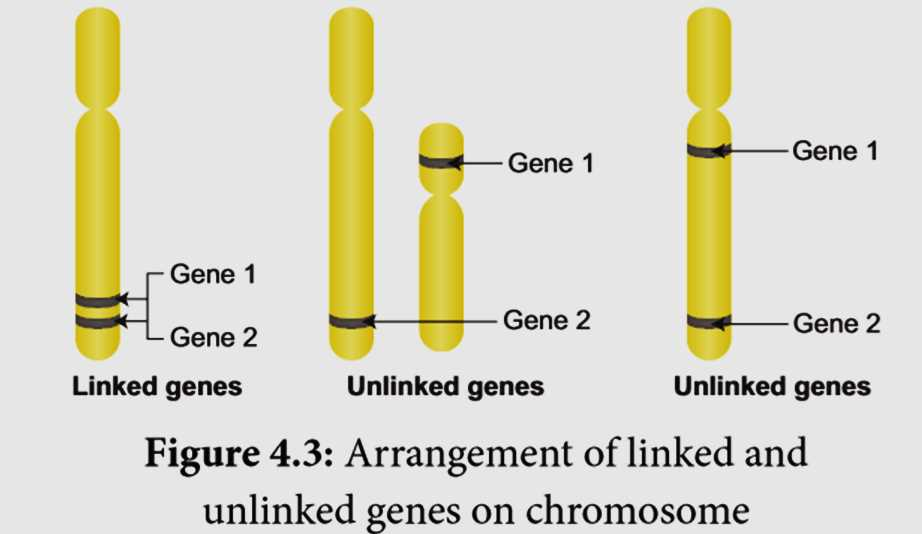 Gene 1
Gene 2
Linked genes
Gene 1
Gene 2
Unlinked genes
Gene 1
Gene 2
Unlinked genes
Figure 4.3: Arrangement of linked and
unlinked genes on chromosome